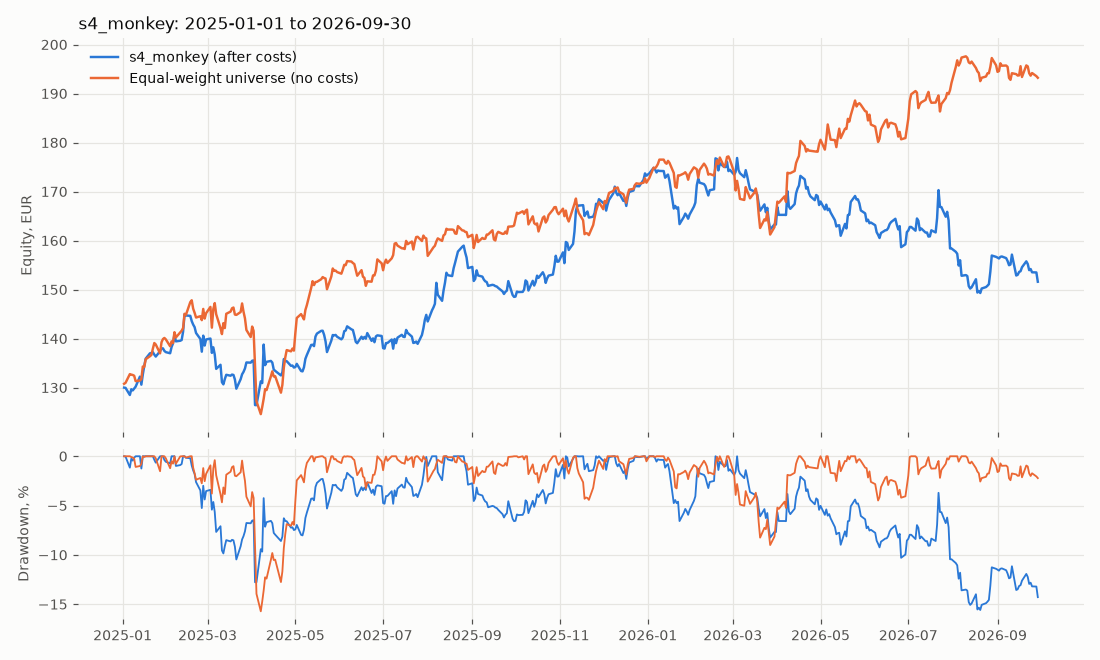 s4_monkey: 2025-01-01 to 2026-09-30
s4_monkey (after costs)
Equal-weight universe (no costs)
Equity, EUR
200
190
180
170
160
150
140
130
Drawdown, %
0
−5
−10
−15
2025-01 2025-03 2025-05 2025-07 2025-09 2025-11 2026-01 2026-03 2026-05 2026-07 2026-09